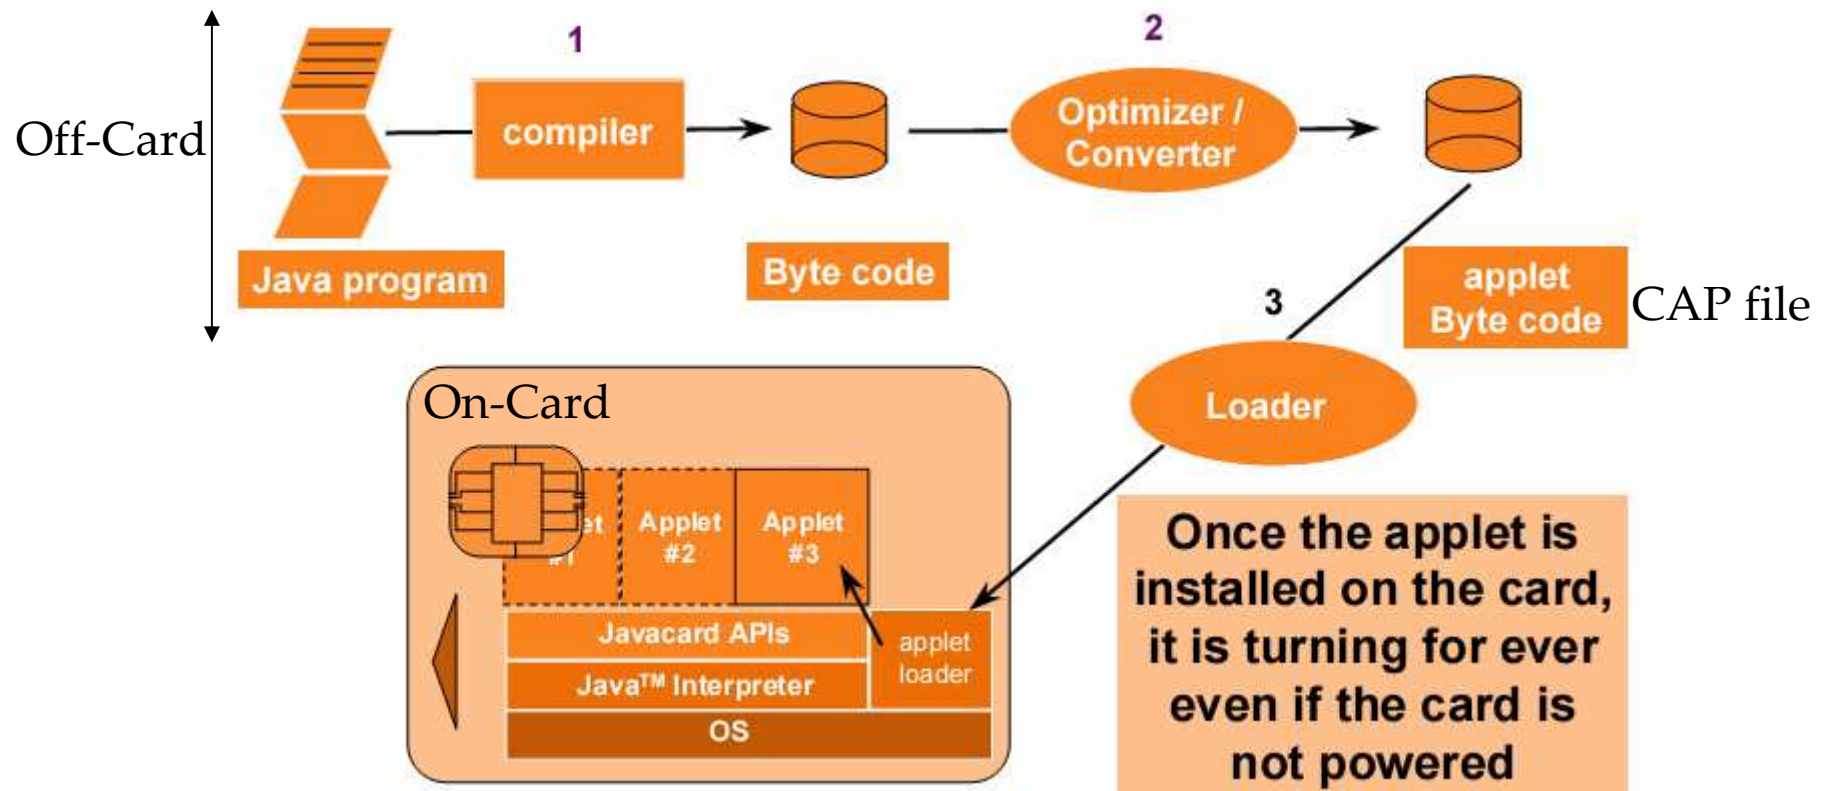 1
2
Off-Card
compiler
Optimizer /
Converter
Java program
Byte code
applet
Byte code
CAP file
3
Loader
On-Card
et
#1
Applet
#2
Applet
#3
Javacard APIs
Java™ Interpreter
applet
loader
OS
Once the applet is
installed on the card,
it is turning for ever
even if the card is
not powered